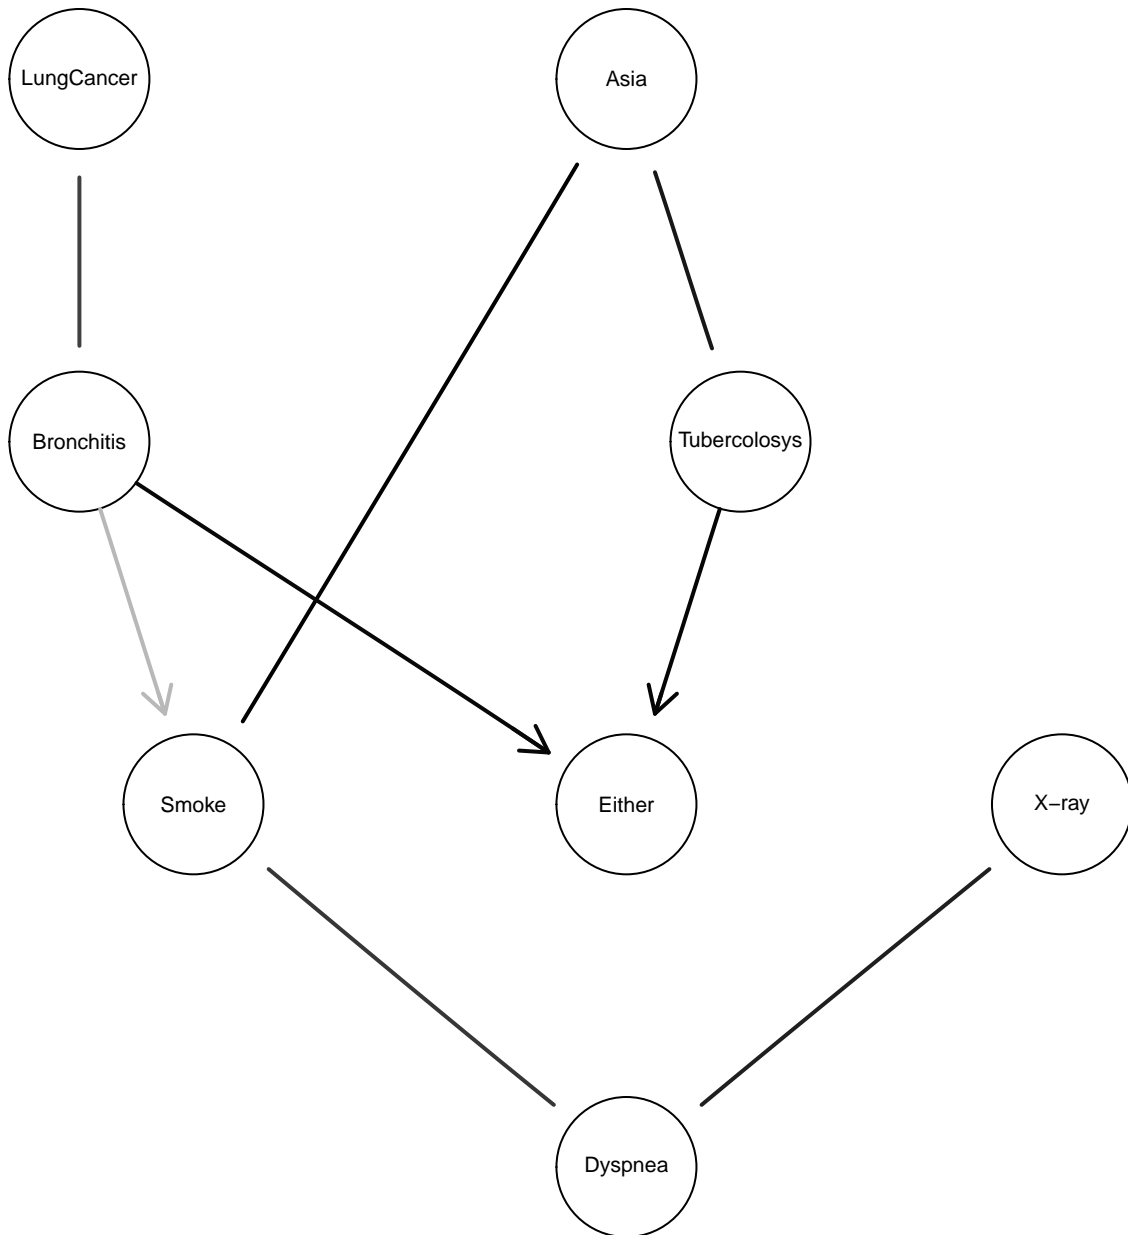 LungCancer
Asia
Bronchitis
Tubercolosys
Smoke
Either
X−ray
Dyspnea